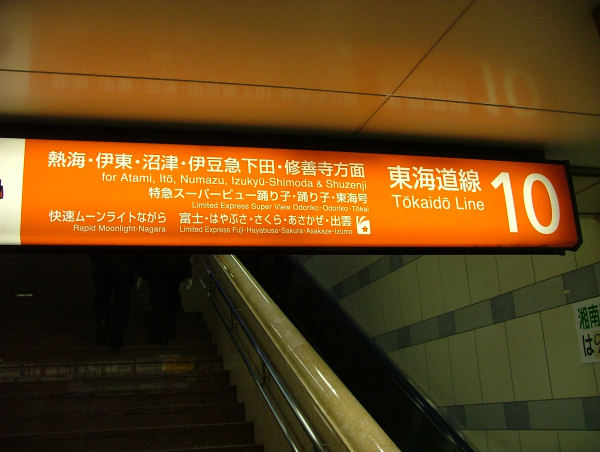 熱海・伊東・沼津・伊豆急下田・修善寺方面
for Atami, Itō, Numazu, Izukyū-Shimoda & Shuzenji
特急スーパービュー踊り子・踊り子・東海号
Limited Express Super View Odoriko・Odoriko・Tōkai
快速ムーンライトながら 富士・はやぶさ・さくら・あさかぜ・出雲
Rapid Moonlight-Nagara Limited Express Fuji・Hayabusa・Sakura・Asakaze・Izumo
東海道線 10
Tōkaidō Line
湘南
は